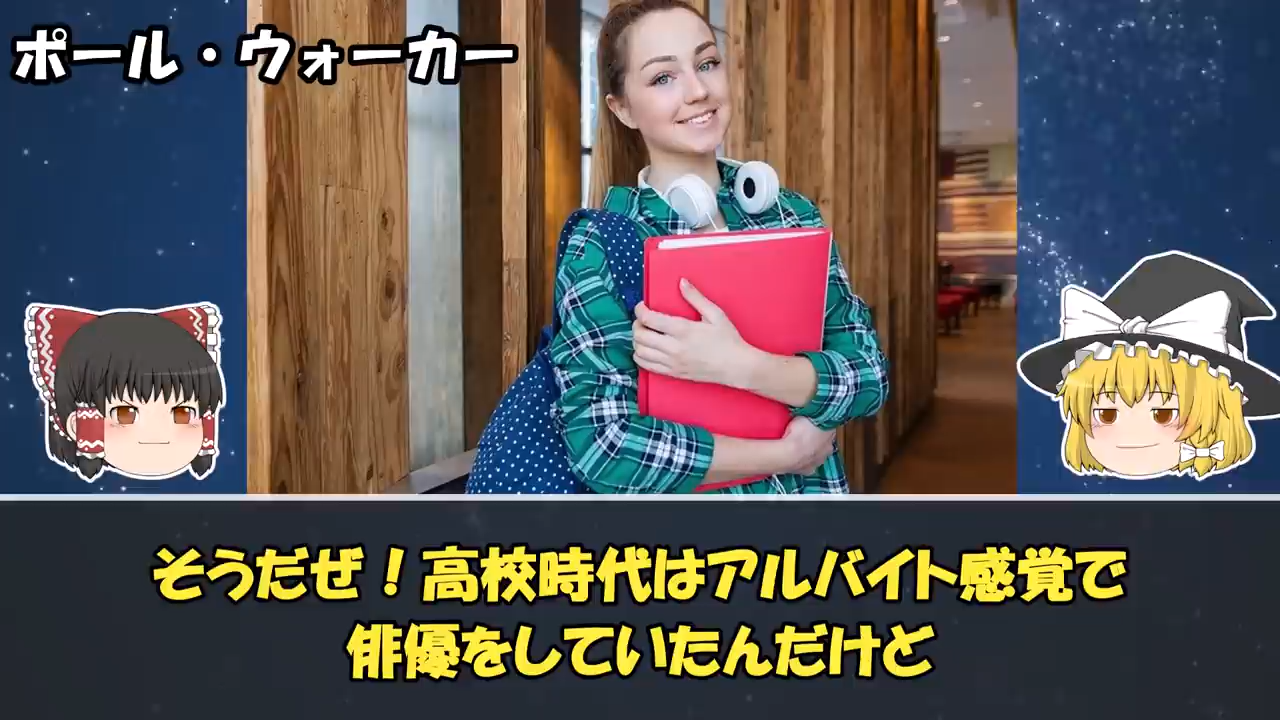 ポール・ウォーカー
そうだぜ！高校時代はアルバイト感覚で
俳優をしていたんだけど